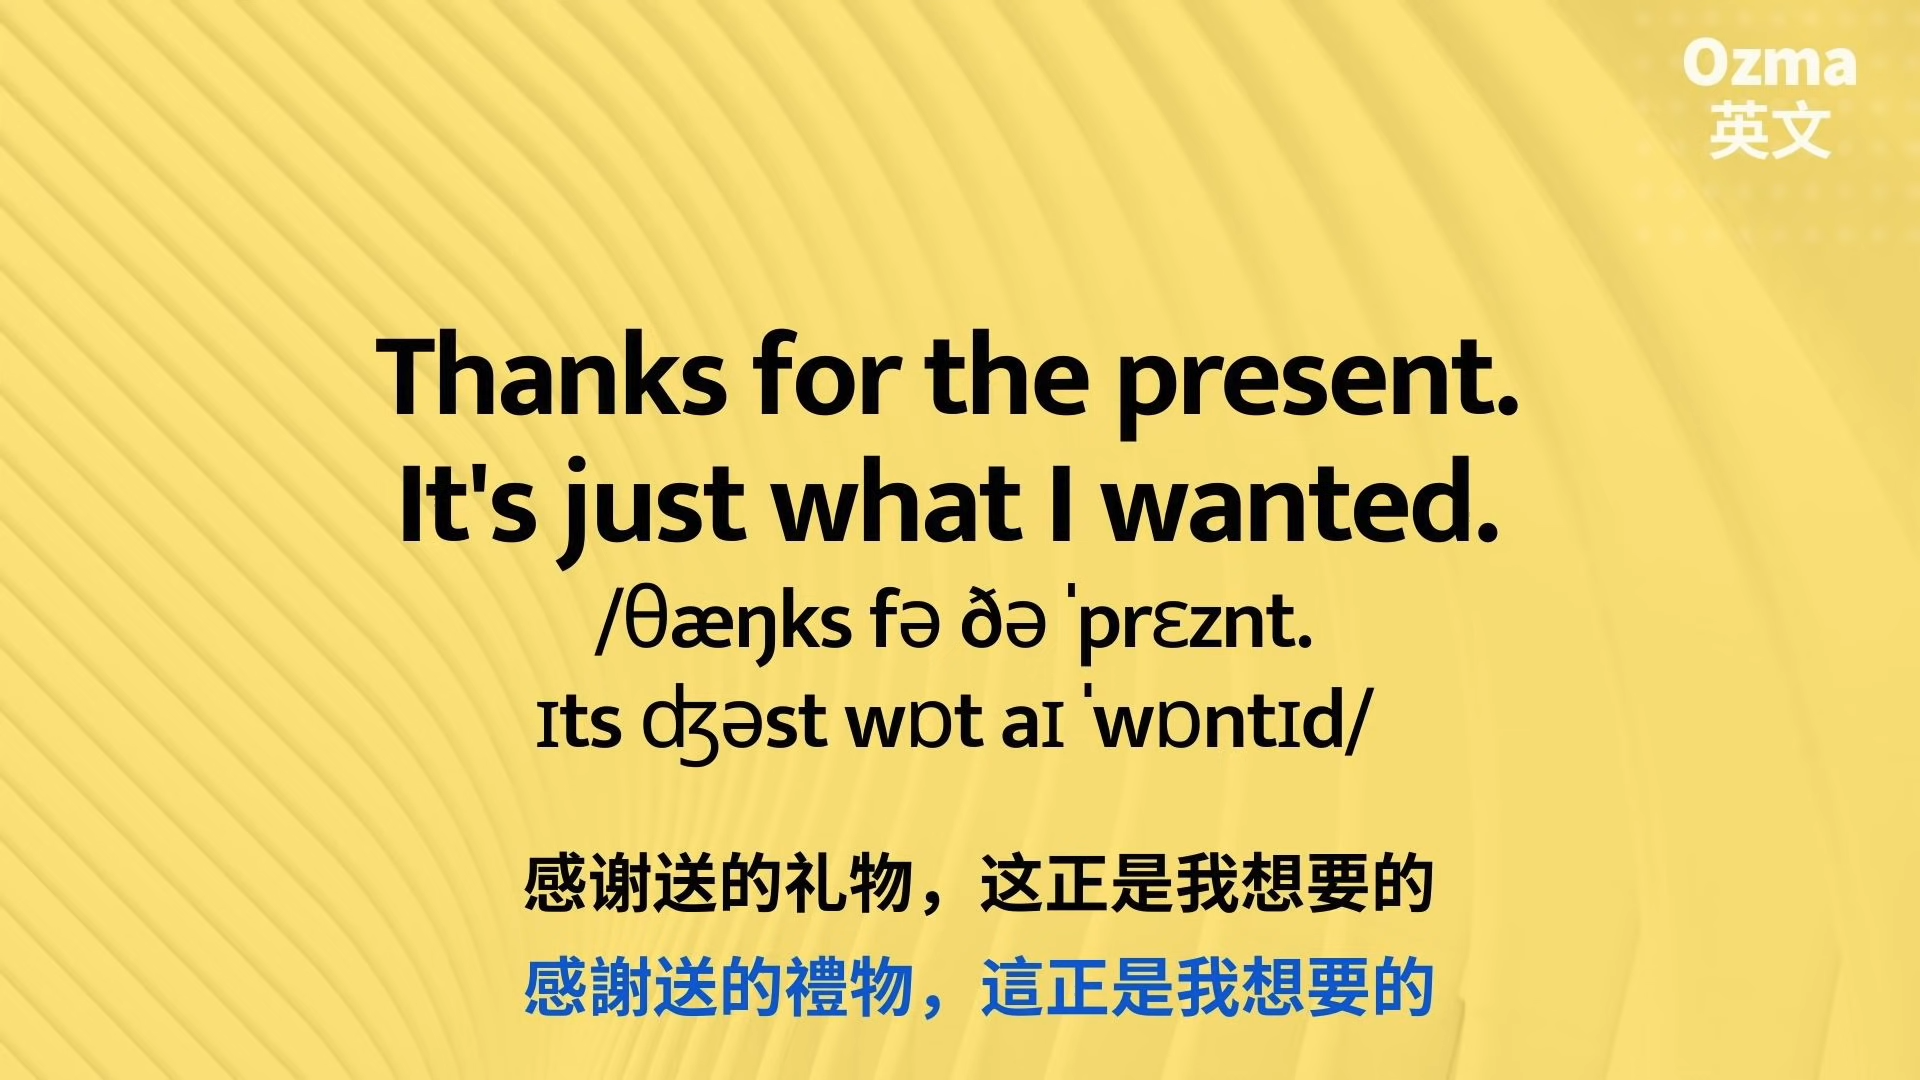 Ozma
英文
Thanks for the present.
It's just what I wanted.
/θæŋks fə ðə ˈprɛznt.
ɪts ʤəst wɒt aɪ ˈwɒntɪd/
感谢送的礼物，这正是我想要的
感謝送的禮物，這正是我想要的